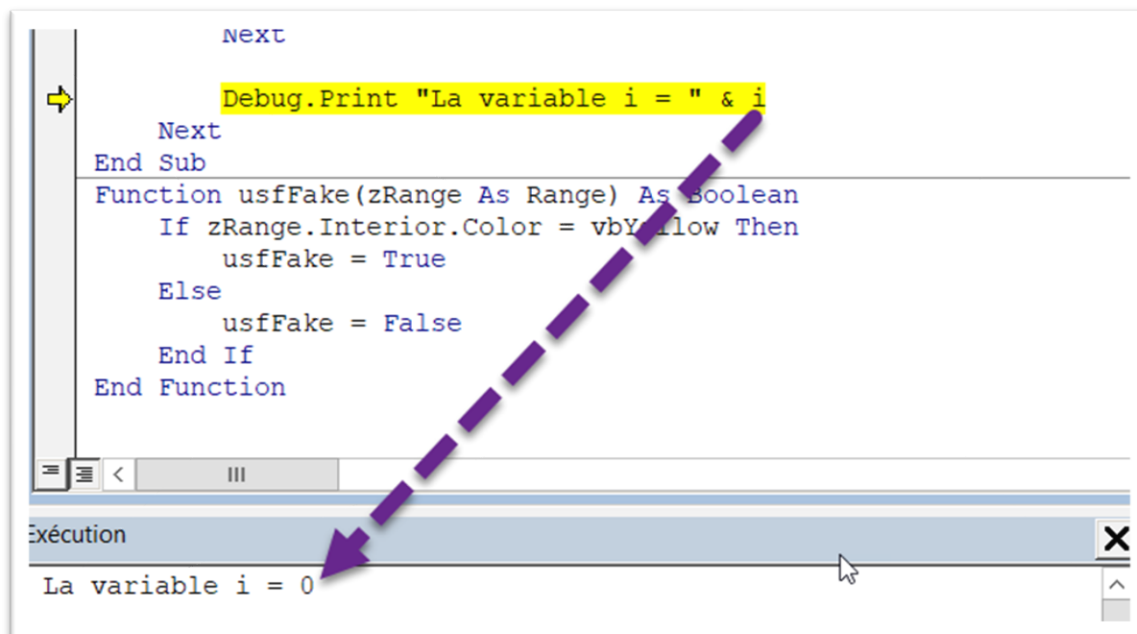 Next
Debug.Print "La variable i = " & i
Next
End Sub
Function usfFake(zRange As Range) As Boolean
If zRange.Interior.Color = vbYellow Then
usfFake = True
Else
usfFake = False
End If
End Function
Exécution
La variable i = 0